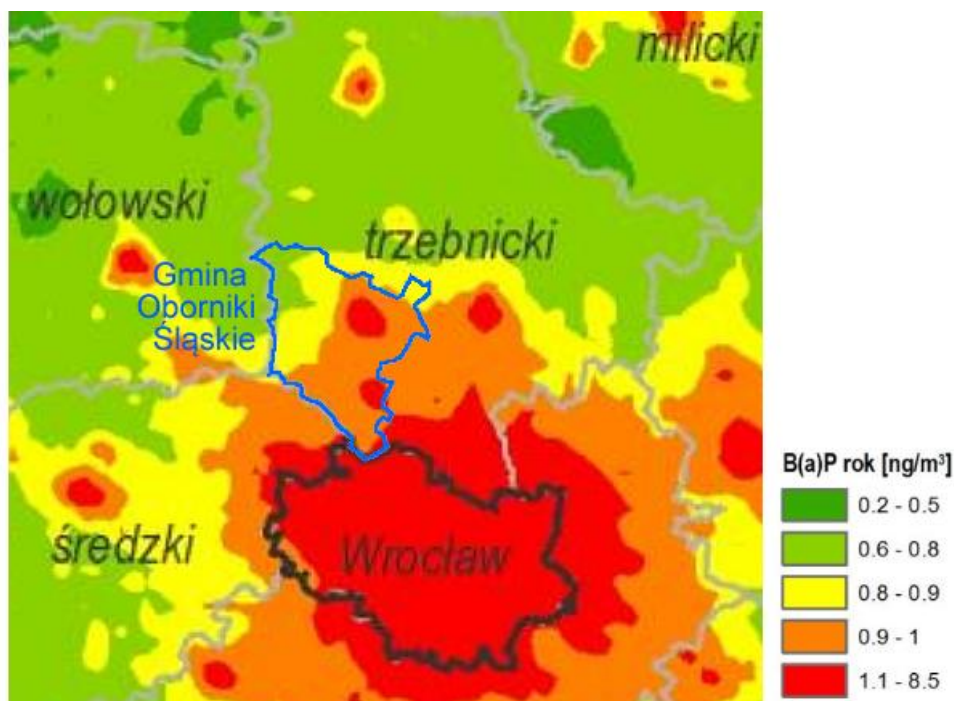 milicki
wołowski
trzebnicki
Gmina
Oborniki
Śląskie
średzki
Wrocław
B(a)P rok [ng/m³]
0.2 - 0.5
0.6 - 0.8
0.8 - 0.9
0.9 - 1
1.1 - 8.5